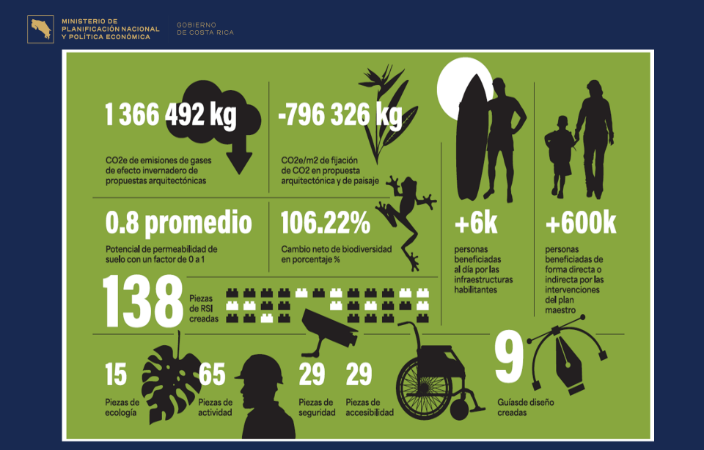 MINISTERIO DE
PLANIFICACIÓN NACIONAL
Y POLÍTICA ECONÓMICA
GOBIERNO
DE COSTA RICA
1 366 492 kg
CO2e de emisiones de gases
de efecto invernadero de
propuestas arquitectónicas
-796 326 kg
CO2e/m2 de fijación
de CO2 en propuesta
arquitectónica y de paisaje
0.8 promedio
Potencial de permeabilidad de
suelo con un factor de 0 a 1
106.22%
Cambio neto de biodiversidad
en porcentaje %
+6k
personas
beneficiadas
al día por las
infraestructuras
habilitantes
+600k
personas
beneficiadas de
forma directa o
indirecta por las
intervenciones
del plan
maestro
138
Piezas
de RSI
creadas
15
Piezas de
ecología
65
Piezas de
actividad
29
Piezas de
seguridad
29
Piezas de
accesibilidad
9
Guíasde diseño
creadas